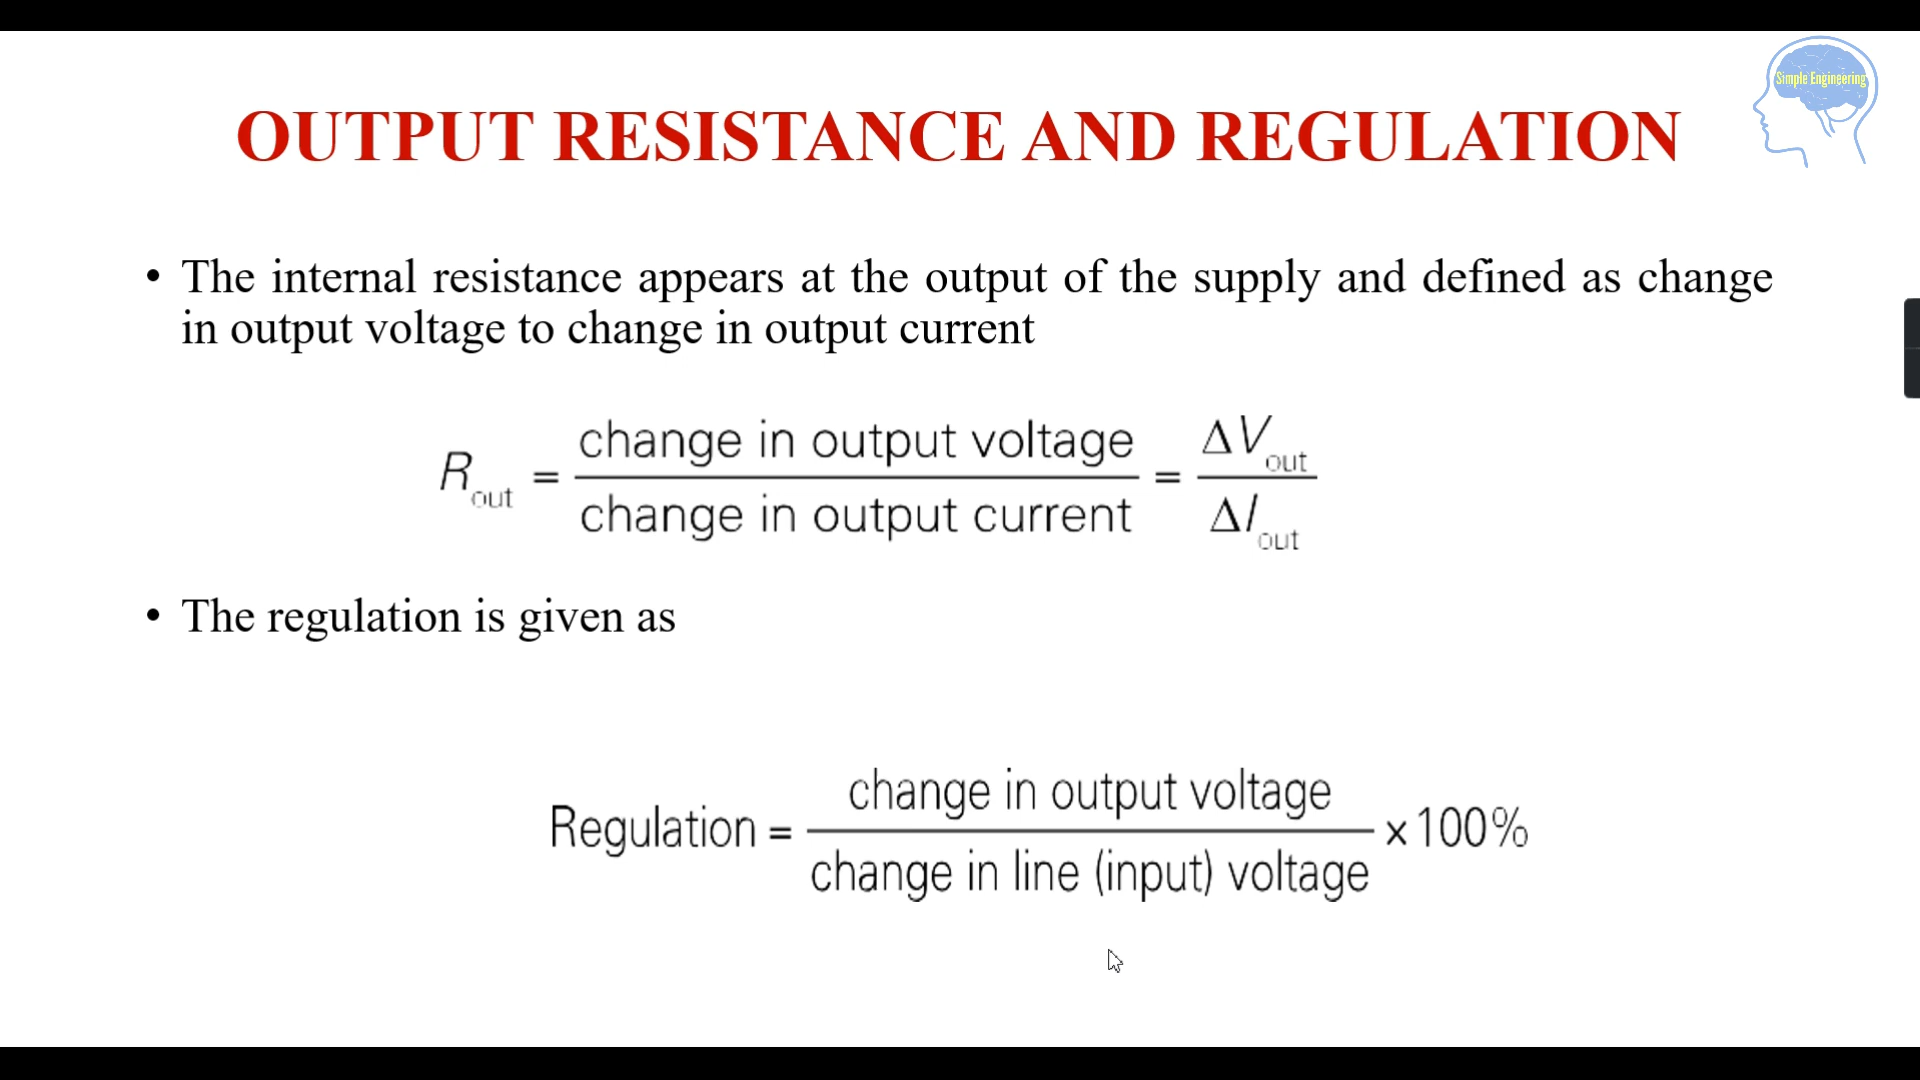 Simple Engineering
OUTPUT RESISTANCE AND REGULATION
• The internal resistance appears at the output of the supply and defined as change
in output voltage to change in output current
R_out = change in output voltage / change in output current = ΔV_out / ΔI_out
• The regulation is given as
Regulation = change in output voltage / change in line (input) voltage × 100%